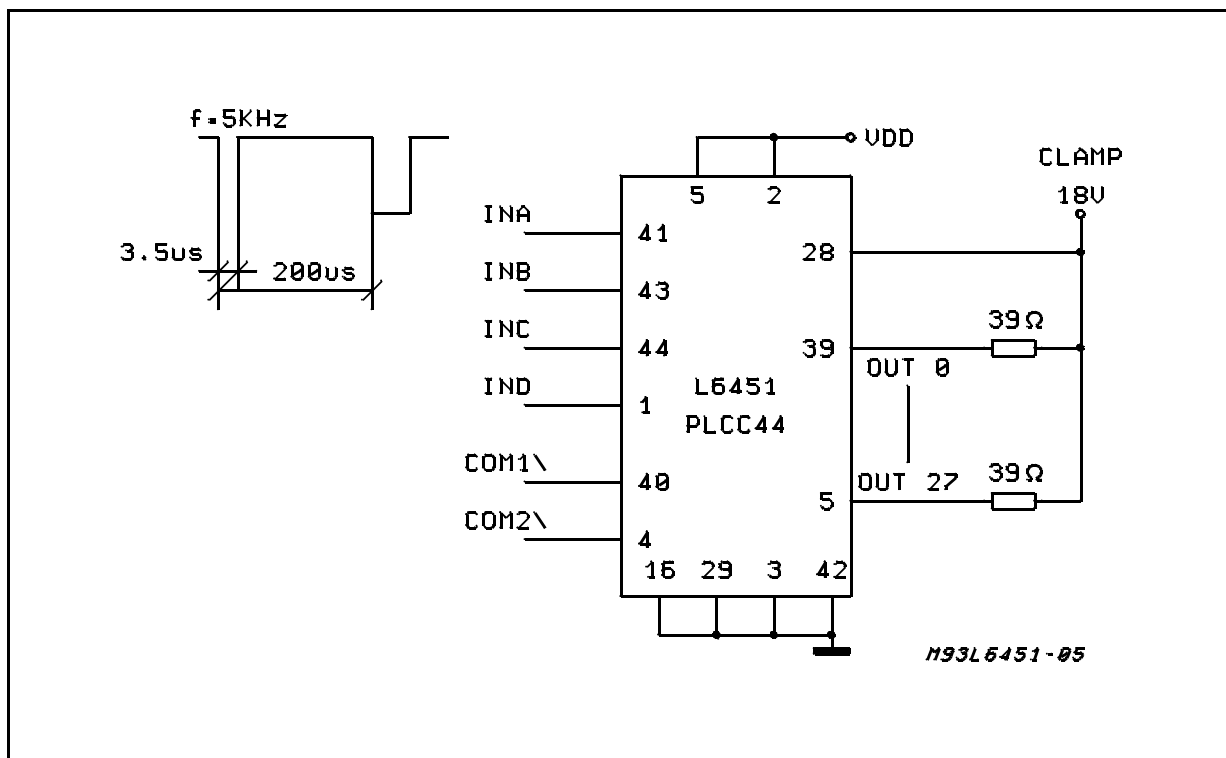 f=5KHz
3.5us
200us
INA
INB
INC
IND
COM1\
COM2\
VDD
CLAMP
18V
5
2
41
43
44
1
40
4
28
39
5
L6451
PLCC44
16
29
3
42
39Ω
OUT 0
OUT 27
39Ω
M93L6451-05